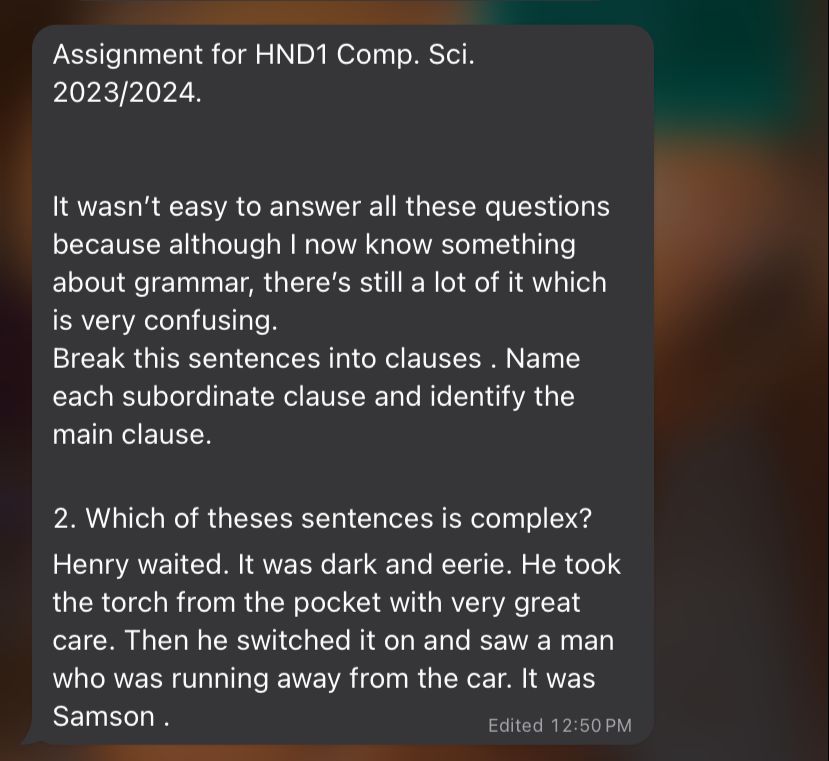 Assignment for HND1 Comp. Sci.
2023/2024.
It wasn’t easy to answer all these questions
because although I now know something
about grammar, there’s still a lot of it which
is very confusing.
Break this sentences into clauses . Name
each subordinate clause and identify the
main clause.
2. Which of theses sentences is complex?
Henry waited. It was dark and eerie. He took
the torch from the pocket with very great
care. Then he switched it on and saw a man
who was running away from the car. It was
Samson .
Edited 12:50 PM